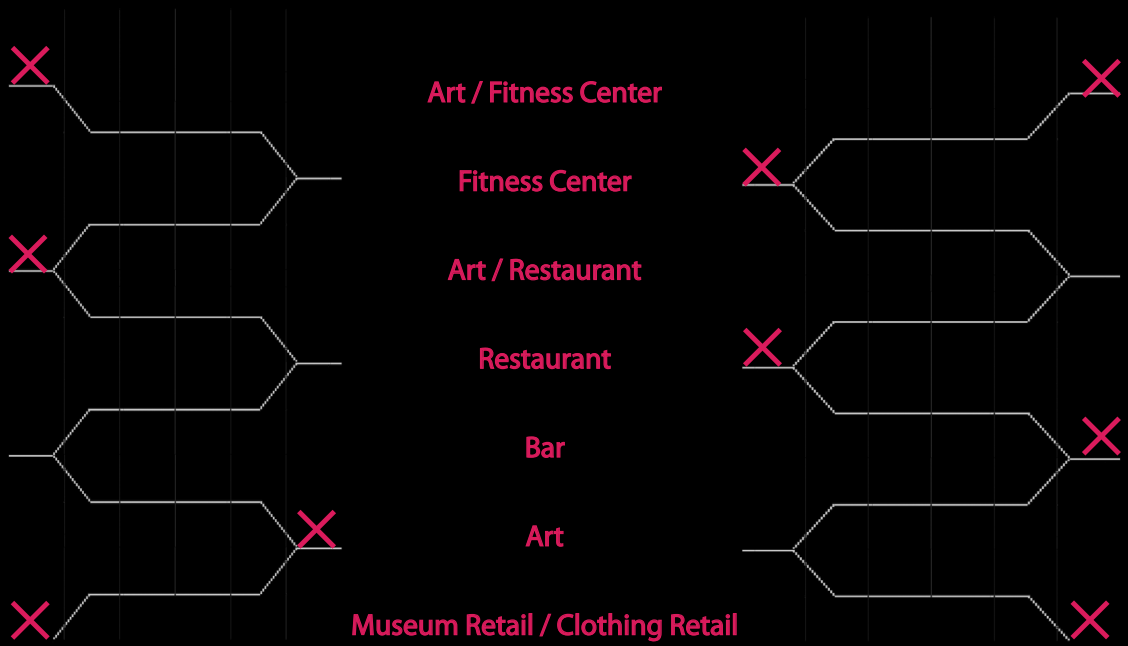 Art / Fitness Center
Fitness Center
Art / Restaurant
Restaurant
Bar
Art
Museum Retail / Clothing Retail